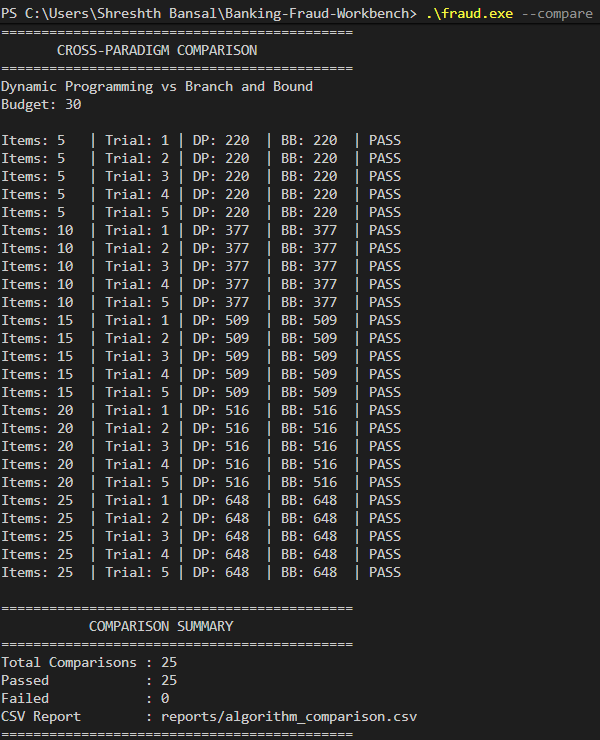 PS C:\Users\Shreshth Bansal\Banking-Fraud-Workbench> .\fraud.exe --compare
============================================
       CROSS-PARADIGM COMPARISON
============================================
Dynamic Programming vs Branch and Bound
Budget: 30

Items: 5   | Trial: 1 | DP: 220  | BB: 220  | PASS
Items: 5   | Trial: 2 | DP: 220  | BB: 220  | PASS
Items: 5   | Trial: 3 | DP: 220  | BB: 220  | PASS
Items: 5   | Trial: 4 | DP: 220  | BB: 220  | PASS
Items: 5   | Trial: 5 | DP: 220  | BB: 220  | PASS
Items: 10  | Trial: 1 | DP: 377  | BB: 377  | PASS
Items: 10  | Trial: 2 | DP: 377  | BB: 377  | PASS
Items: 10  | Trial: 3 | DP: 377  | BB: 377  | PASS
Items: 10  | Trial: 4 | DP: 377  | BB: 377  | PASS
Items: 10  | Trial: 5 | DP: 377  | BB: 377  | PASS
Items: 15  | Trial: 1 | DP: 509  | BB: 509  | PASS
Items: 15  | Trial: 2 | DP: 509  | BB: 509  | PASS
Items: 15  | Trial: 3 | DP: 509  | BB: 509  | PASS
Items: 15  | Trial: 4 | DP: 509  | BB: 509  | PASS
Items: 15  | Trial: 5 | DP: 509  | BB: 509  | PASS
Items: 20  | Trial: 1 | DP: 516  | BB: 516  | PASS
Items: 20  | Trial: 2 | DP: 516  | BB: 516  | PASS
Items: 20  | Trial: 3 | DP: 516  | BB: 516  | PASS
Items: 20  | Trial: 4 | DP: 516  | BB: 516  | PASS
Items: 20  | Trial: 5 | DP: 516  | BB: 516  | PASS
Items: 25  | Trial: 1 | DP: 648  | BB: 648  | PASS
Items: 25  | Trial: 2 | DP: 648  | BB: 648  | PASS
Items: 25  | Trial: 3 | DP: 648  | BB: 648  | PASS
Items: 25  | Trial: 4 | DP: 648  | BB: 648  | PASS
Items: 25  | Trial: 5 | DP: 648  | BB: 648  | PASS

============================================
           COMPARISON SUMMARY
============================================
Total Comparisons : 25
Passed            : 25
Failed            : 0
CSV Report        : reports/algorithm_comparison.csv
============================================